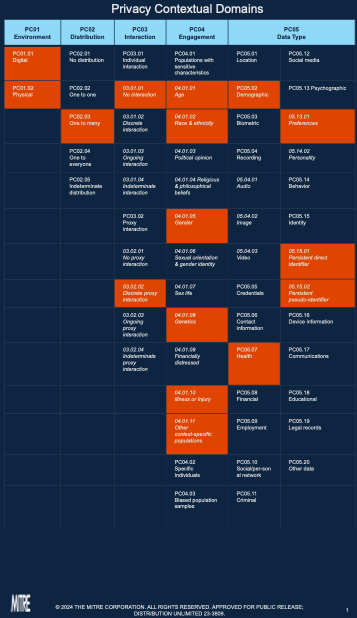 Privacy Contextual Domains
PC01
Environment
PC02
Distribution
PC03
Interaction
PC04
Engagement
PC05
Data Type
PC01.01
Digital
PC02.01
No distribution
PC03.01
Individual
interaction
PC04.01
Populations with
sensitive
characteristics
PC05.01
Location
PC05.12
Social media
PC01.02
Physical
PC02.02
One to one
03.01.01
No interaction
04.01.01
Age
PC05.02
Demographic
PC05.13 Psychographic
PC02.03
One to many
03.01.02
Discrete
interaction
04.01.02
Race & ethnicity
PC05.03
Biometric
05.13.01
Preferences
PC02.04
One to
everyone
03.01.03
Ongoing
interaction
04.01.03
Political opinion
PC05.04
Recording
05.14.02
Personality
PC02.05
Indeterminate
distribution
03.01.04
Indeterminate
interaction
04.01.04 Religious
& philosophical
beliefs
05.04.01
Audio
PC05.14
Behavior
PC03.02
Proxy
interaction
04.01.05
Gender
05.04.02
Image
PC05.15
Identity
03.02.01
No proxy
interaction
04.01.06
Sexual orientation
& gender identity
05.04.03
Video
05.15.01
Persistent direct
identifier
03.02.02
Discrete proxy
interaction
04.01.07
Sex life
PC05.05
Credentials
05.15.02
Persistent
pseudo-identifier
03.02.03
Ongoing
proxy
interaction
04.01.08
Genetics
PC05.06
Contact
information
PC05.16
Device information
03.02.04
Indeterminate
proxy
interaction
04.01.09
Financially
distressed
PC05.07
Health
PC05.17
Communications
04.01.10
Illness or Injury
PC05.08
Financial
PC05.18
Educational
04.01.11
Other
context-specific
populations
PC05.09
Employment
PC05.19
Legal records
PC04.02
Specific
Individuals
PC05.10
Social/per-son
al network
PC05.20
Other data
PC04.03
Biased population
samples
PC05.11
Criminal
MITRE
© 2024 THE MITRE CORPORATION. ALL RIGHTS RESERVED. APPROVED FOR PUBLIC RELEASE;
DISTRIBUTION UNLIMITED 23-3809.
1